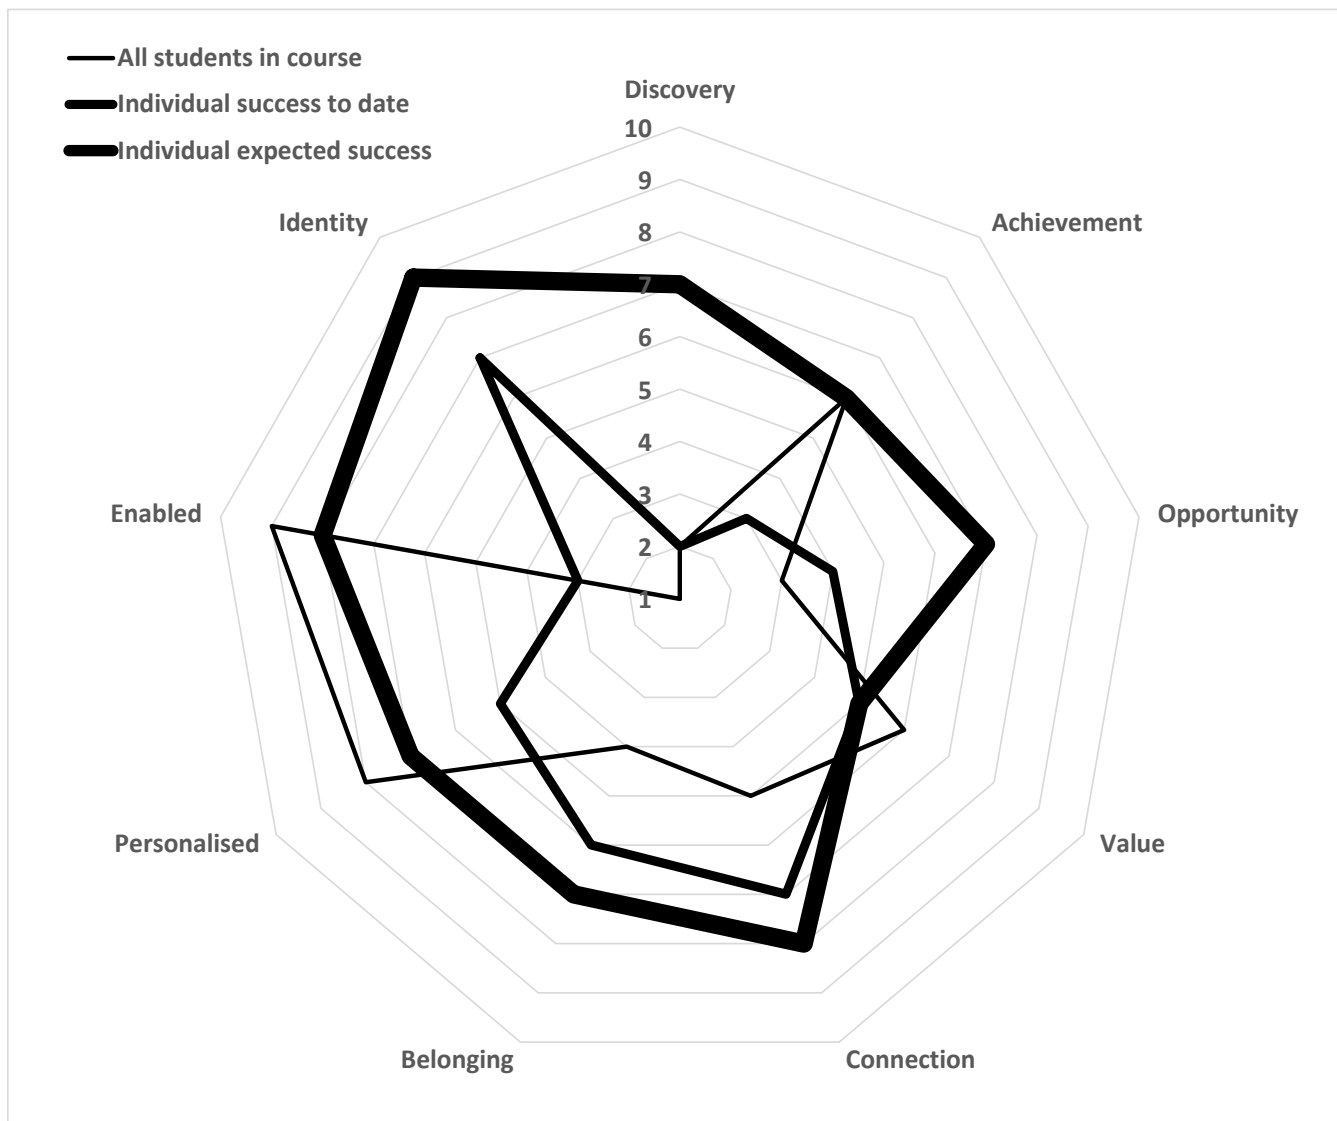 All students in course
Individual success to date
Individual expected success
Discovery
10
9
8
7
6
5
4
3
2
1
Identity
Achievement
Enabled
Opportunity
Personalised
Value
Belonging
Connection